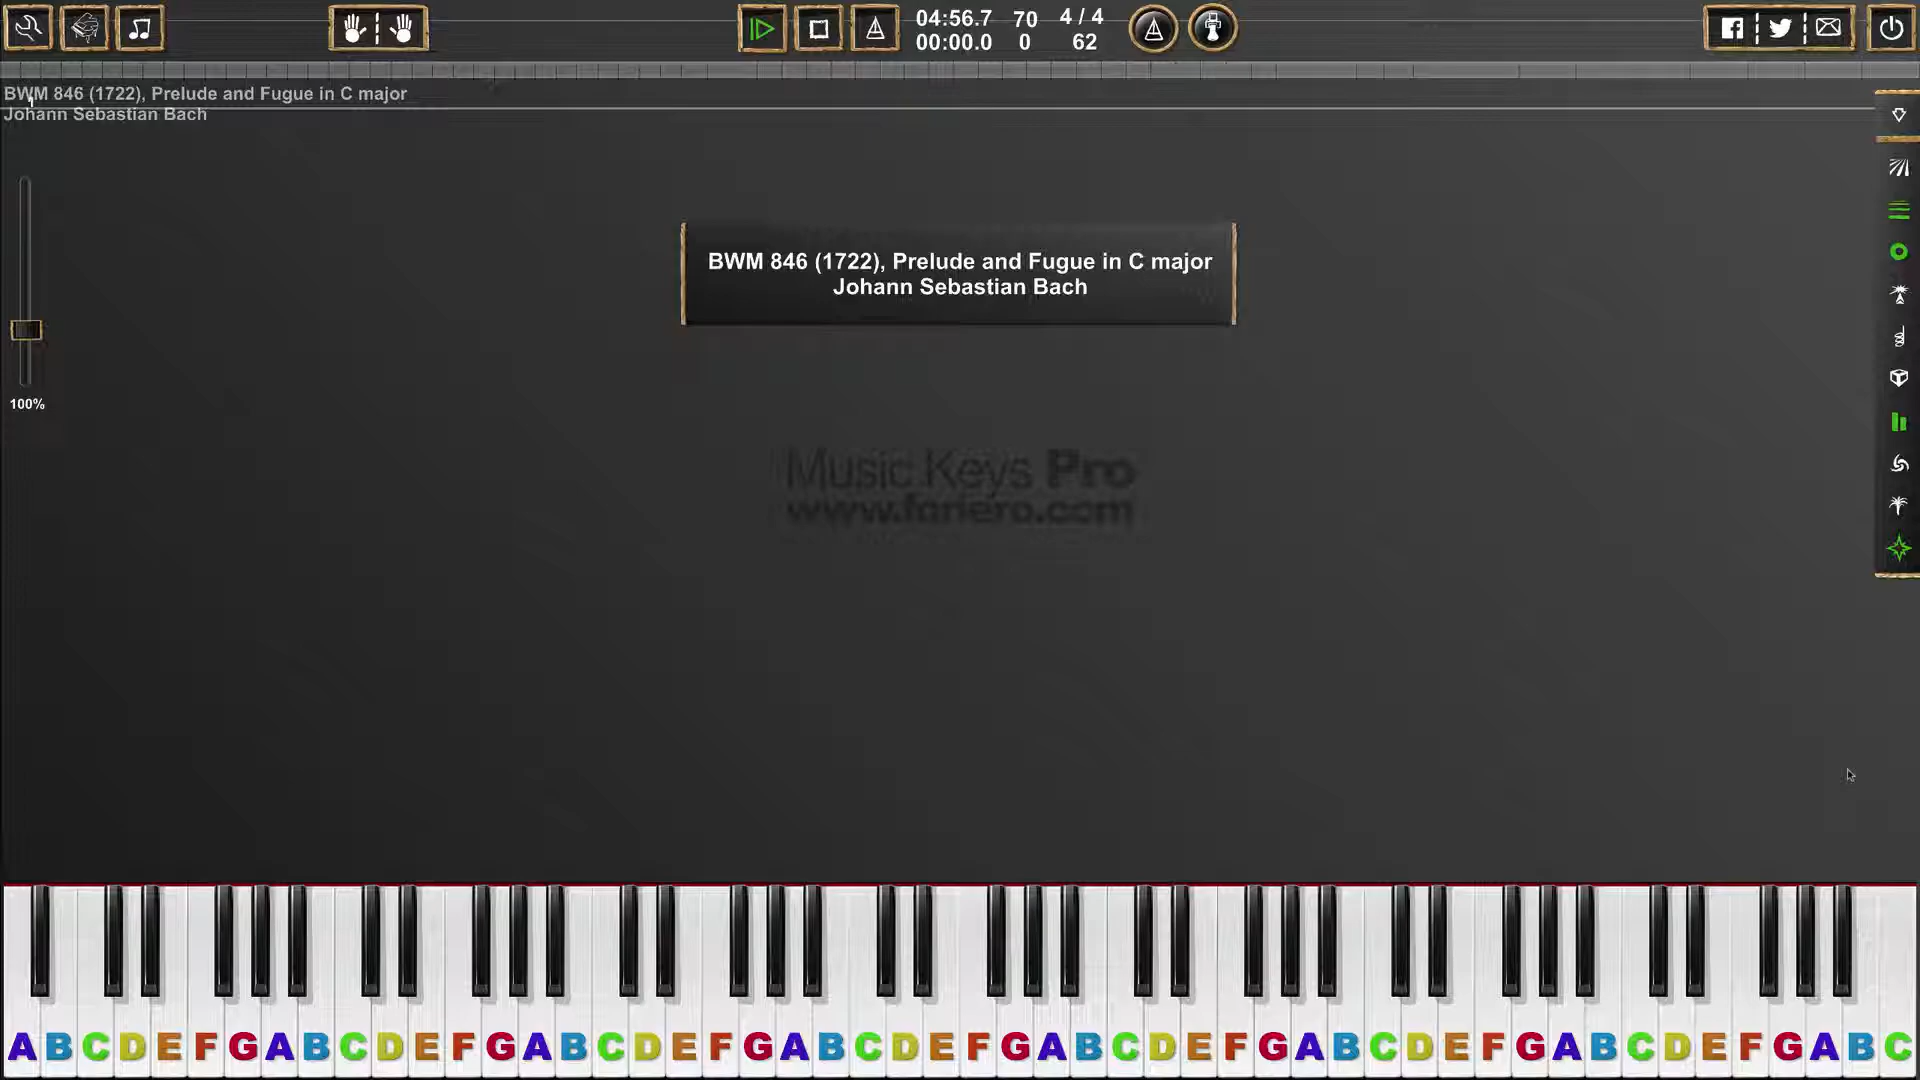 04:56.7 70 4 / 4
00:00.0 0 62
BWM 846 (1722), Prelude and Fugue in C major
Johann Sebastian Bach
BWM 846 (1722), Prelude and Fugue in C major
Johann Sebastian Bach
100%
Music Keys Pro
www.fariero.com
A B C D E F G A B C D E F G A B C D E F G A B C D E F G A B C D E F G A B C D E F G A B C D E F G A B C